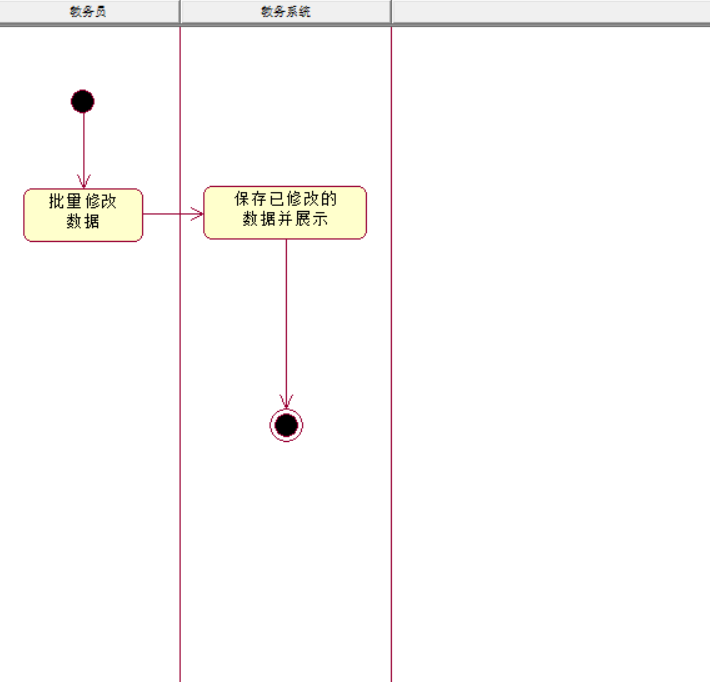 教务员
教务系统
批量修改
数据
保存已修改的
数据并展示